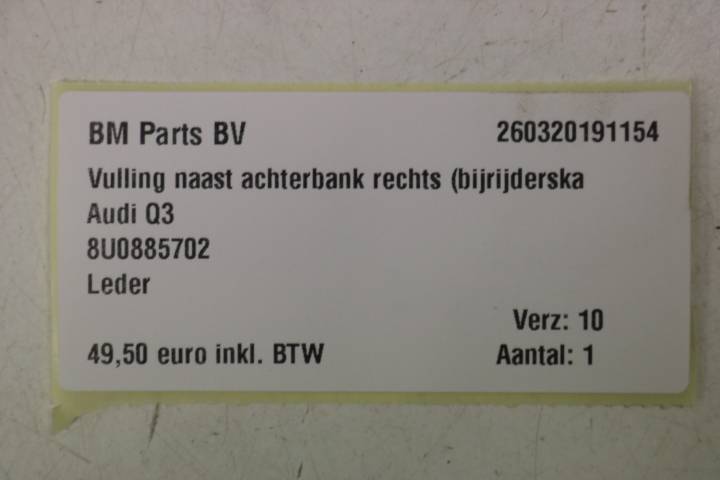 BM Parts BV 260320191154
Vulling naast achterbank rechts (bijrijderska
Audi Q3
8U0885702
Leder
Verz: 10
49,50 euro inkl. BTW Aantal: 1